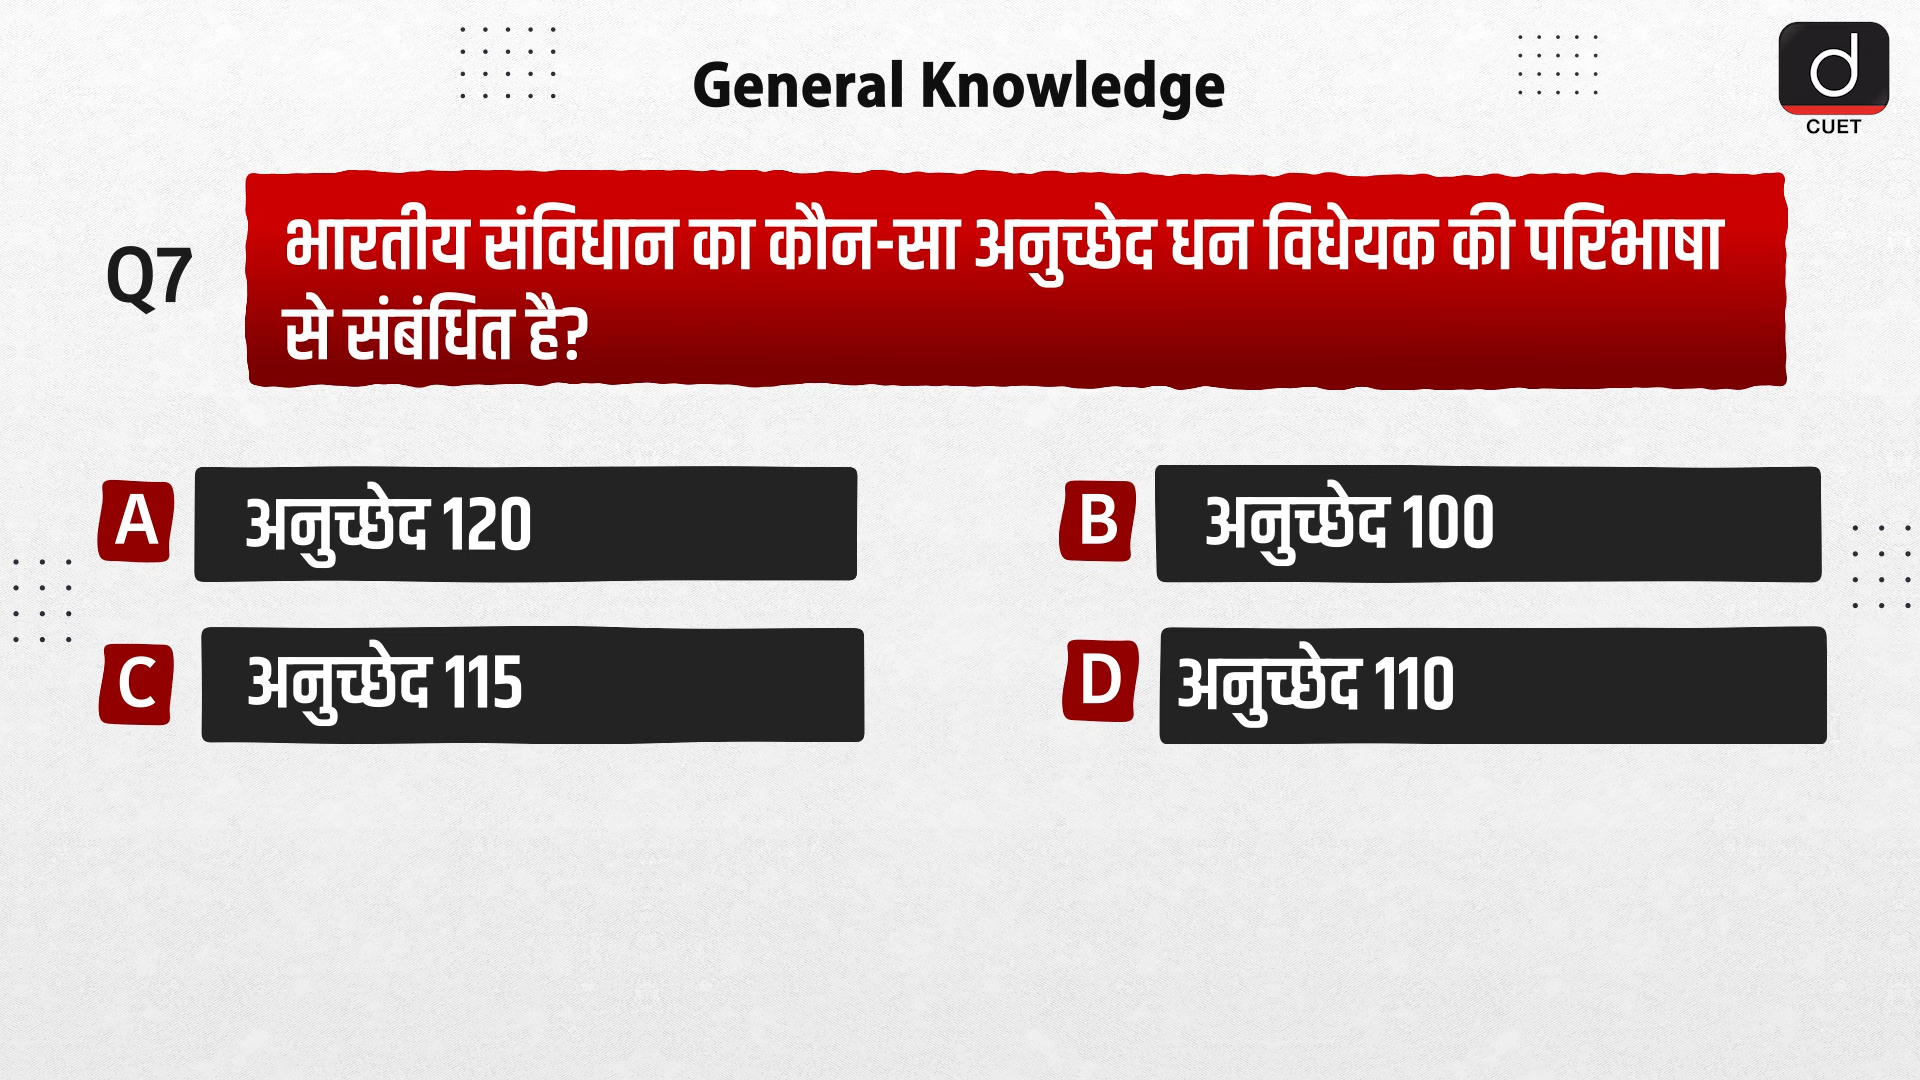 General Knowledge
d
CUET
Q7
भारतीय संविधान का कौन-सा अनुच्छेद धन विधेयक की परिभाषा
से संबंधित है?
A
अनुच्छेद 120
B
अनुच्छेद 100
C
अनुच्छेद 115
D
अनुच्छेद 110